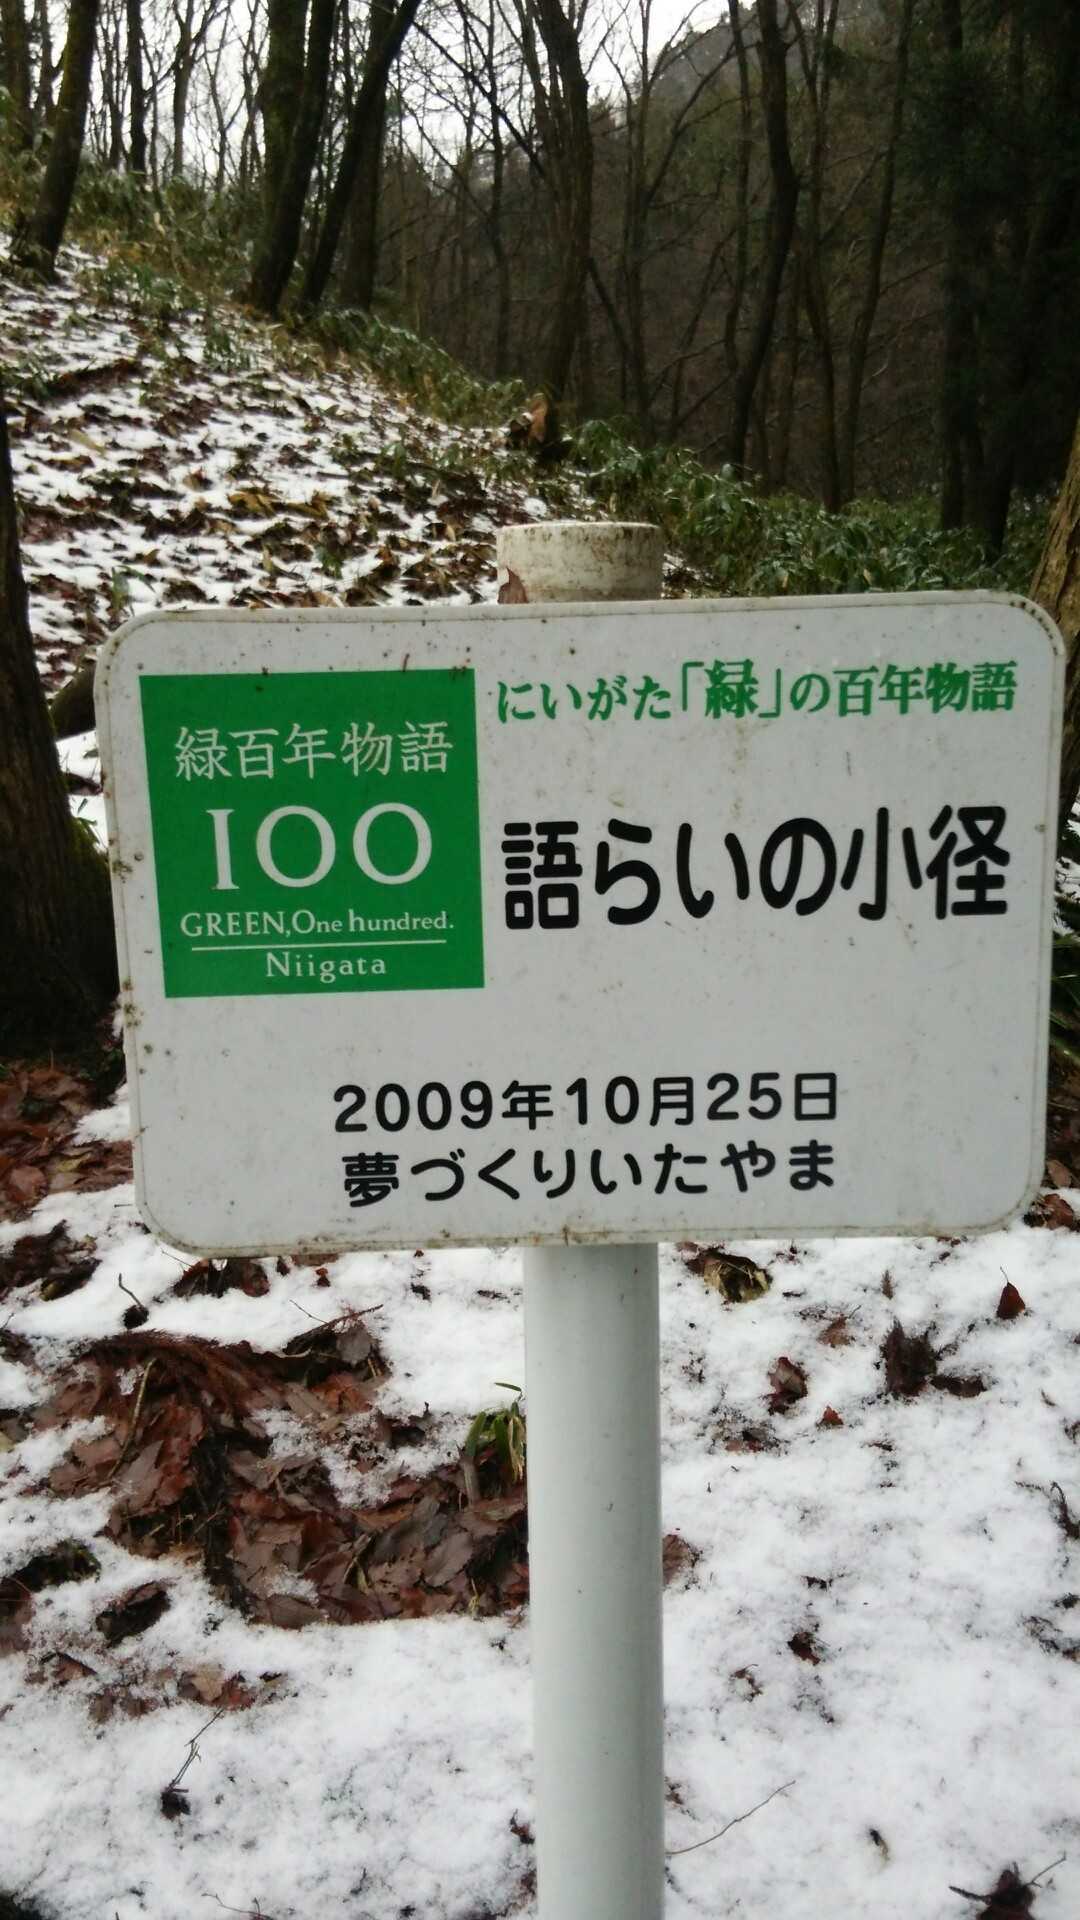 緑百年物語
100
GREEN,One hundred.
Niigata
にいがた「緑」の百年物語
語らいの小径
2009年10月25日
夢づくりいたやま